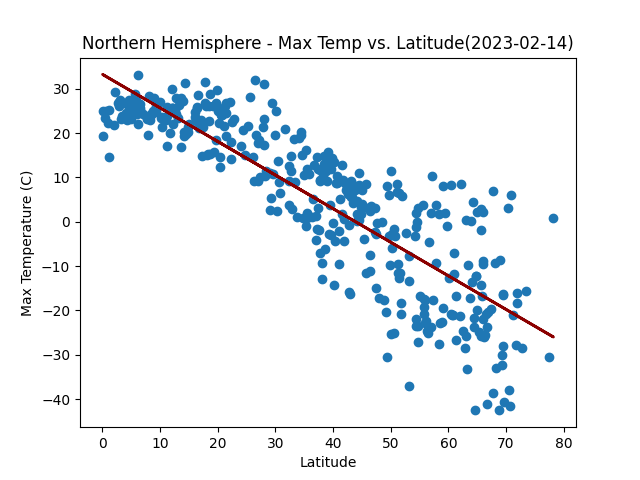 Northern Hemisphere - Max Temp vs. Latitude(2023-02-14)
30
20
10
0
−10
−20
−30
−40
Max Temperature (C)
0 10 20 30 40 50 60 70 80
Latitude